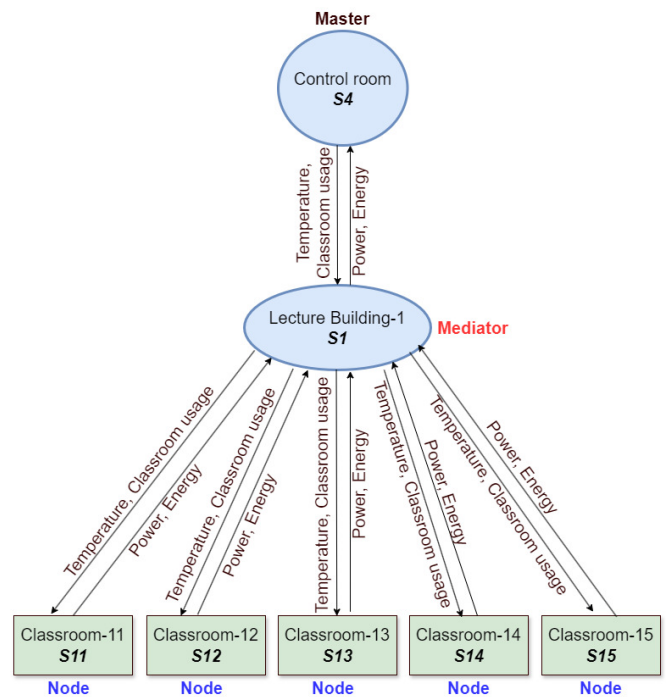 Master
Control room
S4
Temperature,
Classroom usage
Power, Energy
Lecture Building-1
S1
Mediator
Temperature, Classroom usage
Power, Energy
Temperature, Classroom usage
Power, Energy
Temperature, Classroom usage
Power, Energy
Temperature, Classroom usage
Power, Energy
Temperature, Classroom usage
Power, Energy
Classroom-11
S11
Node
Classroom-12
S12
Node
Classroom-13
S13
Node
Classroom-14
S14
Node
Classroom-15
S15
Node